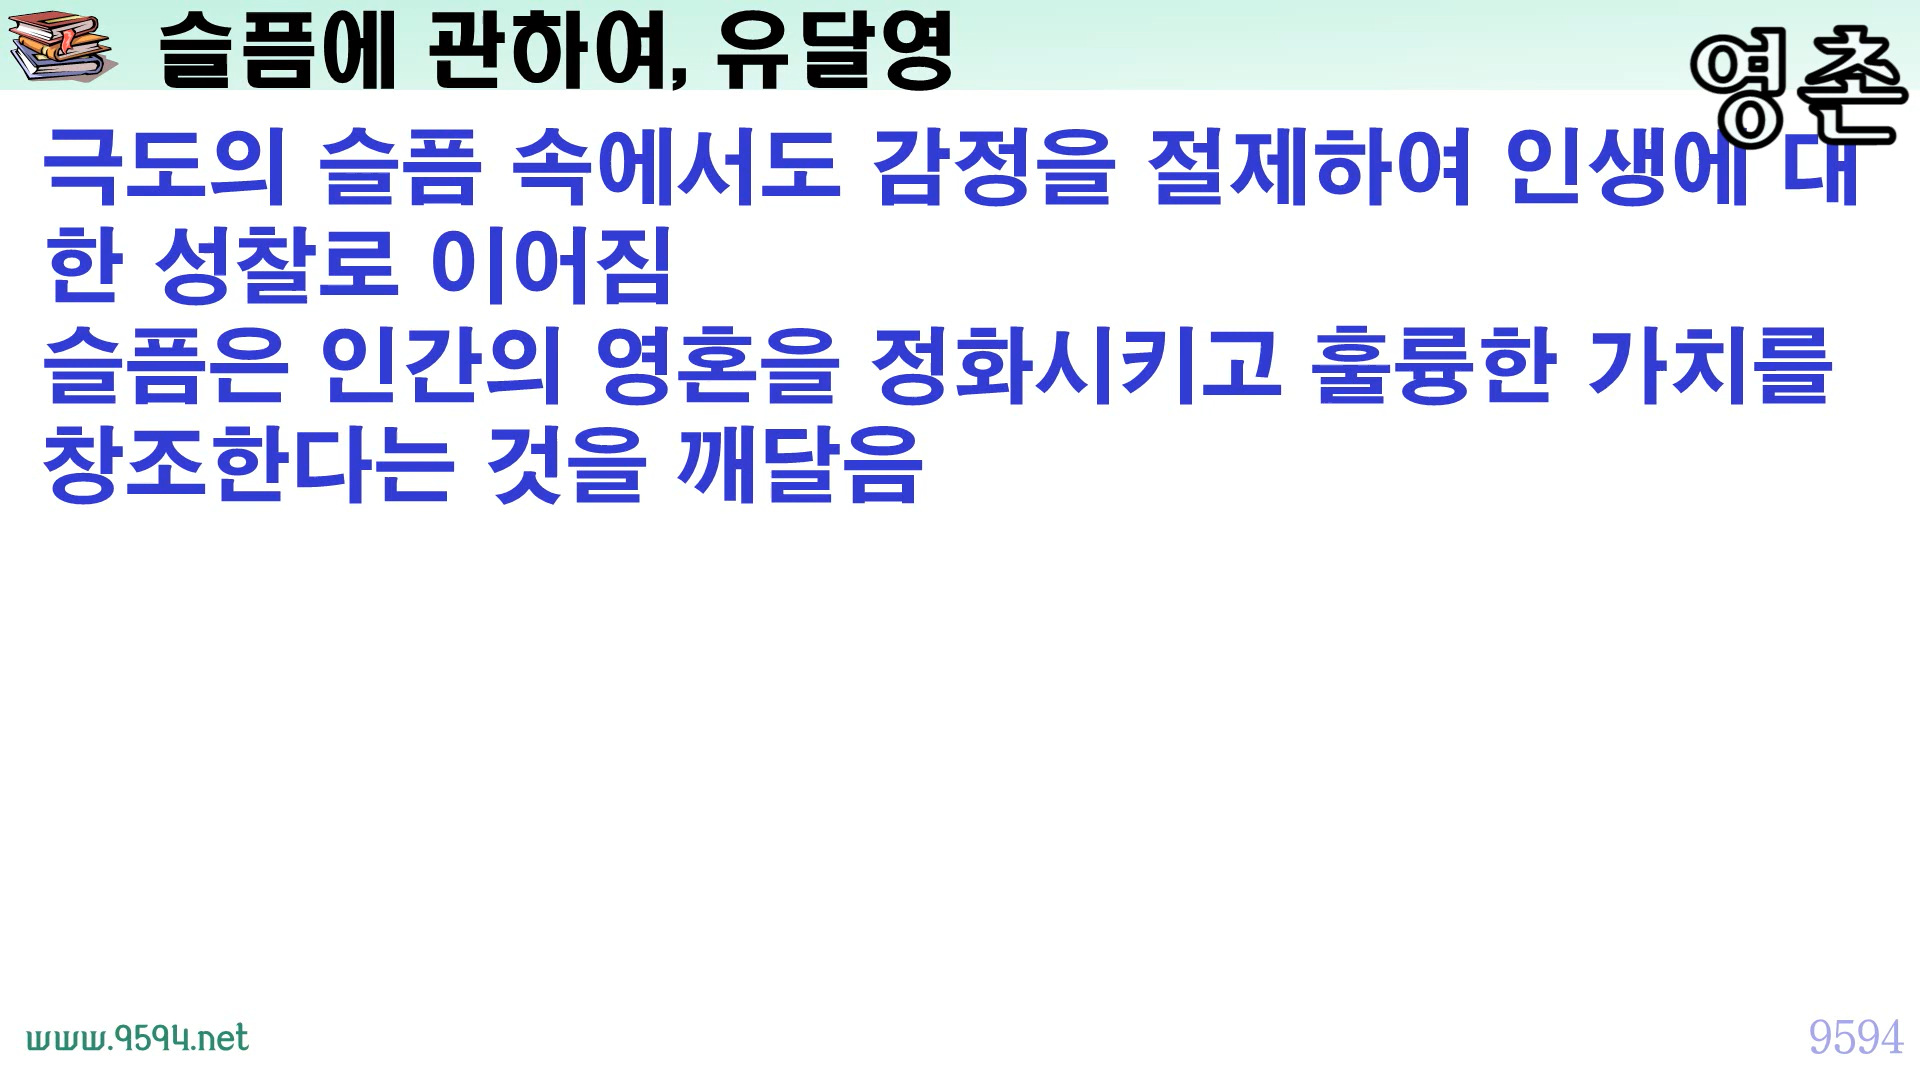 슬픔에 관하여, 유달영
영촌
극도의 슬픔 속에서도 감정을 절제하여 인생에 대
한 성찰로 이어짐
슬픔은 인간의 영혼을 정화시키고 훌륭한 가치를
창조한다는 것을 깨달음
www.9594.net
9594